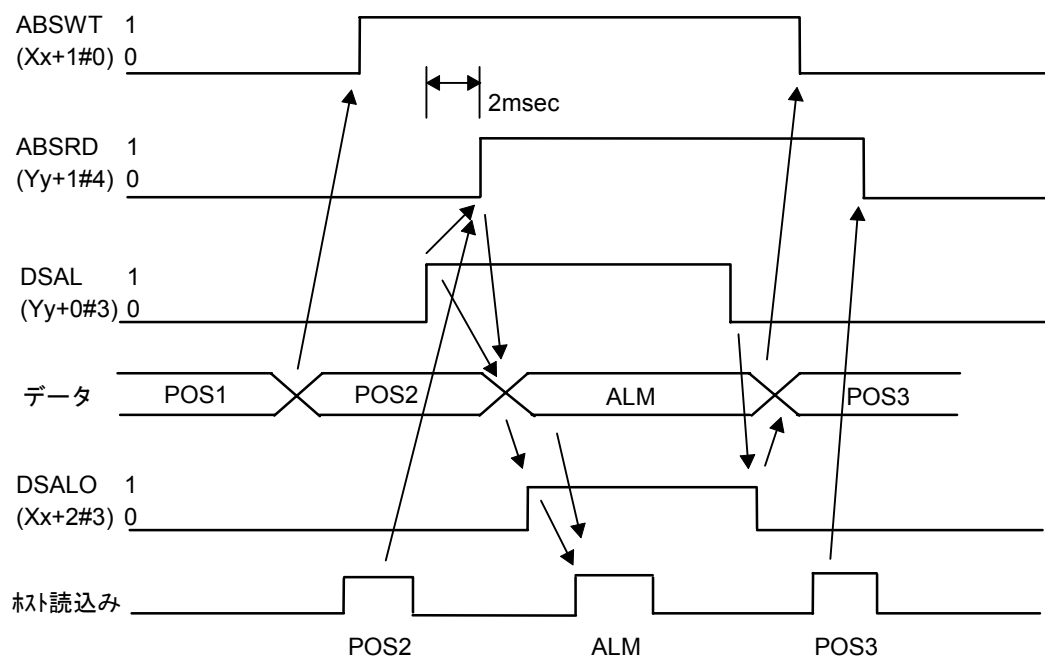 ABSWT 1
(Xx+1#0) 0
2msec
ABSRD 1
(Yy+1#4) 0
DSAL 1
(Yy+0#3) 0
データ POS1 POS2 ALM POS3
DSALO 1
(Xx+2#3) 0
ﾎｽﾄ読込み
POS2 ALM POS3